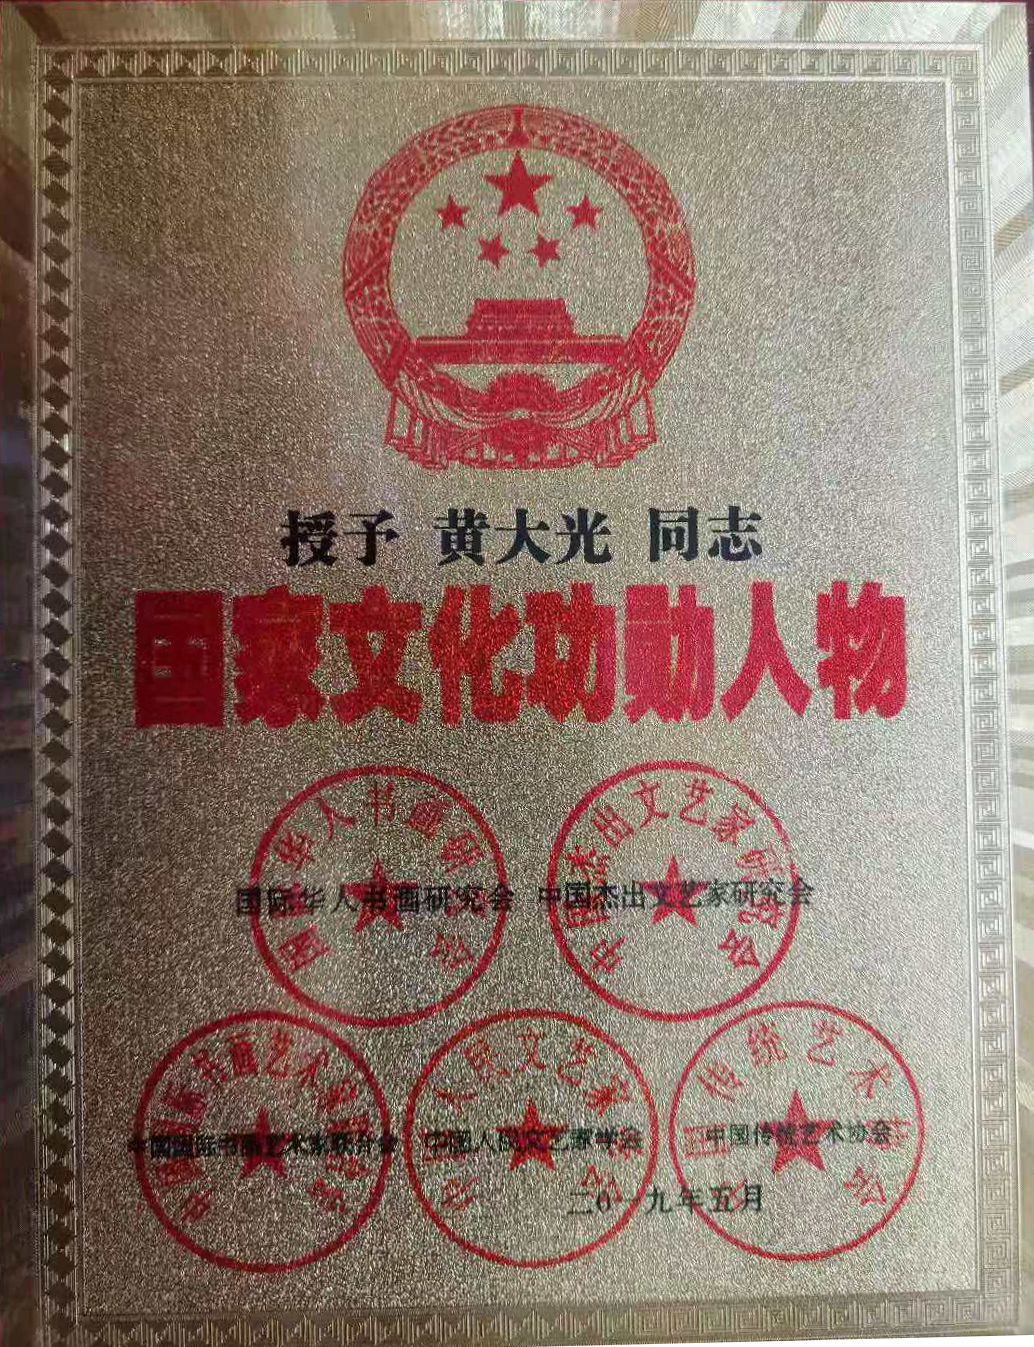 授予 黄大光 同志
国家文化功勋人物
国际华人书画研究会 中国杰出文艺家研究会
中国国际书画艺术家联合会 中国人民文艺家学会 中国传统艺术协会
二0一九年五月